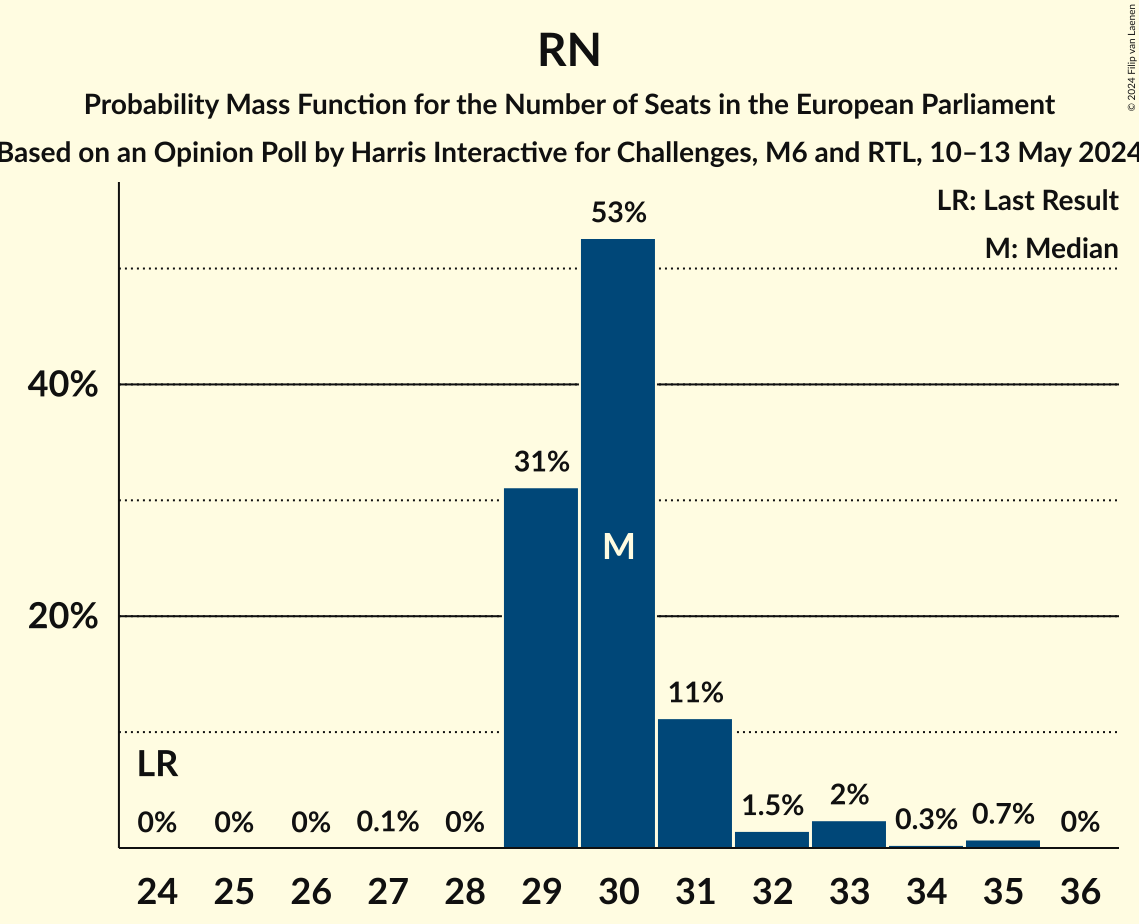 © 2024 Filip van Laenen
RN
Probability Mass Function for the Number of Seats in the European Parliament
Based on an Opinion Poll by Harris Interactive for Challenges, M6 and RTL, 10–13 May 2024
LR: Last Result
M: Median
53%
40%
31%
M
20%
11%
LR
0% 0% 0% 0.1% 0% 1.5% 2% 0.3% 0.7% 0%
24 25 26 27 28 29 30 31 32 33 34 35 36